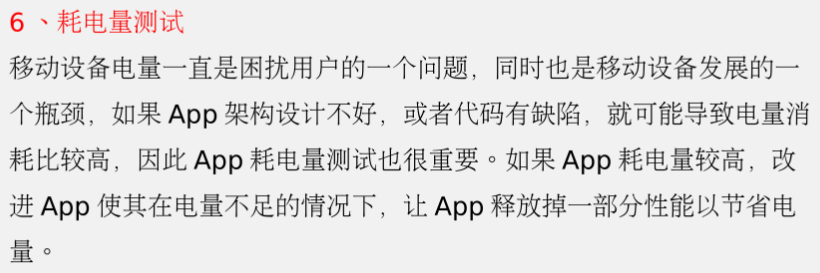 6、耗电量测试
移动设备电量一直是困扰用户的一个问题，同时也是移动设备发展的一
个瓶颈，如果 App 架构设计不好，或者代码有缺陷，就可能导致电量消
耗比较高，因此 App 耗电量测试也很重要。如果 App 耗电量较高，改
进 App 使其在电量不足的情况下，让 App 释放掉一部分性能以节省电
量。